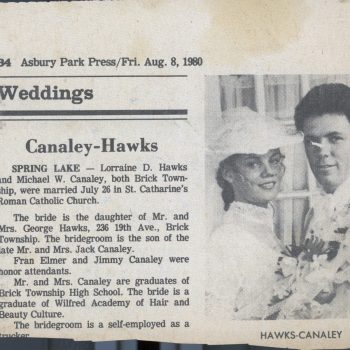 34 Asbury Park Press/Fri. Aug. 8, 1980
Weddings
Canaley-Hawks
SPRING LAKE — Lorraine D. Hawks
and Michael W. Canaley, both Brick Town-
ship, were married July 26 in St. Catharine's
Roman Catholic Church.
The bride is the daughter of Mr. and
Mrs. George Hawks, 236 19th Ave., Brick
Township. The bridegroom is the son of the
late Mr. and Mrs. Jack Canaley.
Fran Elmer and Jimmy Canaley were
honor attendants.
Mr. and Mrs. Canaley are graduates of
Brick Township High School. The bride is a
graduate of Wilfred Academy of Hair and
Beauty Culture.
The bridegroom is a self-employed as a
trucker.
HAWKS-CANALEY